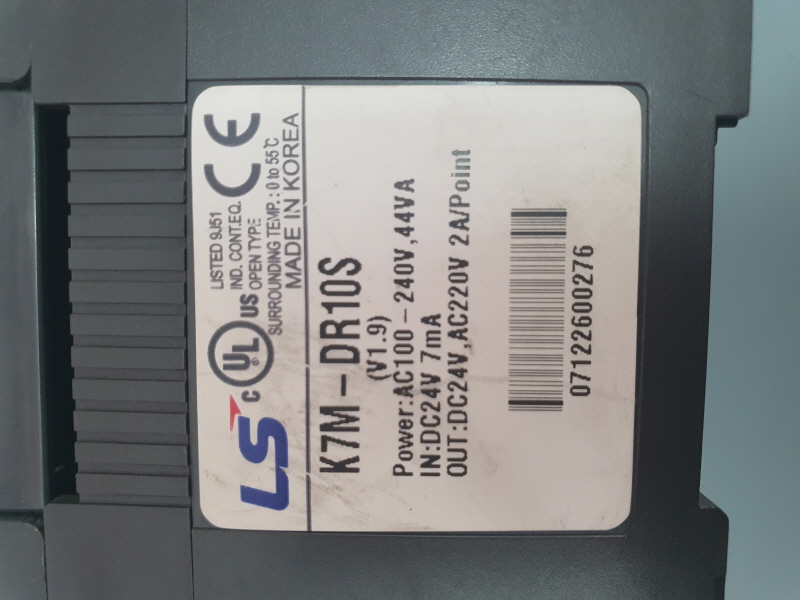 LS
C UL US
LISTED 9J51
IND. CONT.EQ.
OPEN TYPE
CE
SURROUNDING TEMP.: 0 to 55℃
MADE IN KOREA
K7M-DR10S
(V1.9)
Power:AC100-240V,44VA
IN:DC24V 7mA
OUT:DC24V,AC220V 2A/Point
07122600276